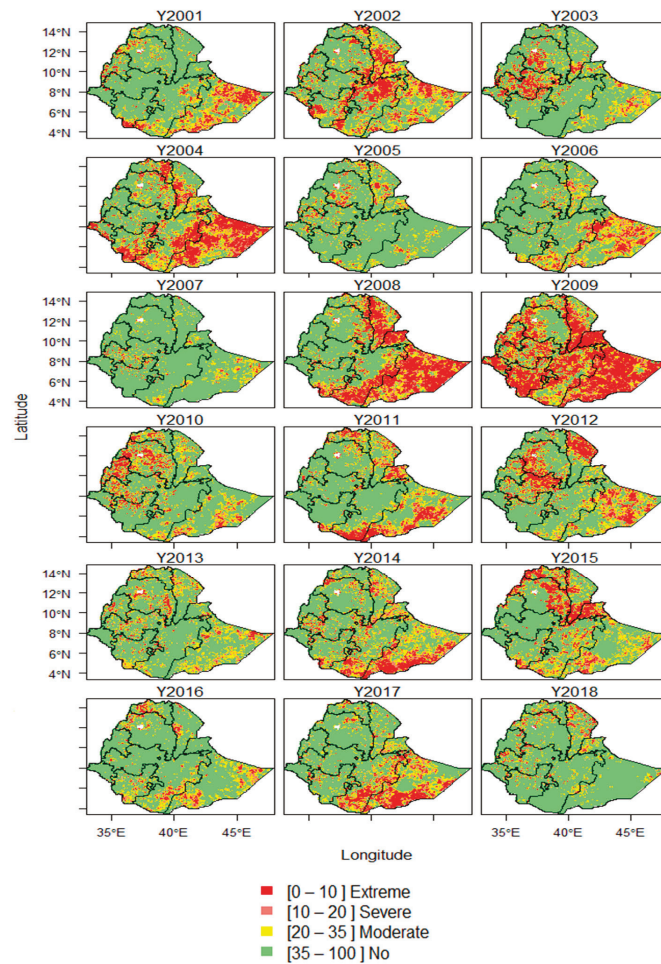 Y2001 Y2002 Y2003
14°N
12°N
10°N
8°N
6°N
4°N
Y2004 Y2005 Y2006
Y2007 Y2008 Y2009
14°N
12°N
10°N
8°N
6°N
4°N
Latitude
Y2010 Y2011 Y2012
Y2013 Y2014 Y2015
14°N
12°N
10°N
8°N
6°N
4°N
Y2016 Y2017 Y2018
35°E 40°E 45°E 35°E 40°E 45°E
Longitude
[0 – 10 ] Extreme
[10 – 20 ] Severe
[20 – 35 ] Moderate
[35 – 100 ] No